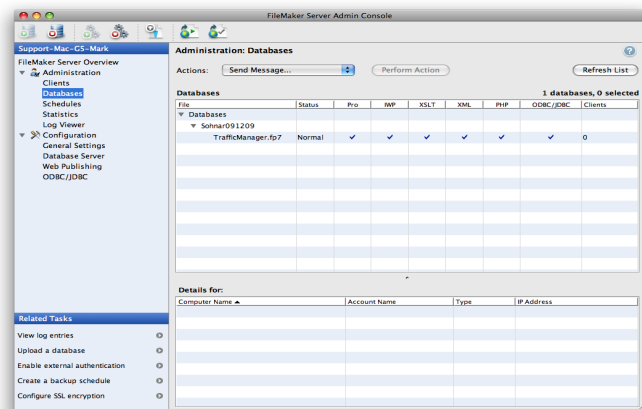 FileMaker Server Admin Console
Support-Mac-G5-Mark
FileMaker Server Overview
Administration
Clients
Databases
Schedules
Statistics
Log Viewer
Configuration
General Settings
Database Server
Web Publishing
ODBC/JDBC
Related Tasks
View log entries
Upload a database
Enable external authentication
Create a backup schedule
Configure SSL encryption
Administration: Databases
?
Actions: Send Message... Perform Action Refresh List
Databases 1 databases, 0 selected
File Status Pro IWP XSLT XML PHP ODBC/JDBC Clients
Databases
Sohnar091209
TrafficManager.fp7 Normal ✓ ✓ ✓ ✓ ✓ ✓ 0
Details for:
Computer Name Account Name Type IP Address